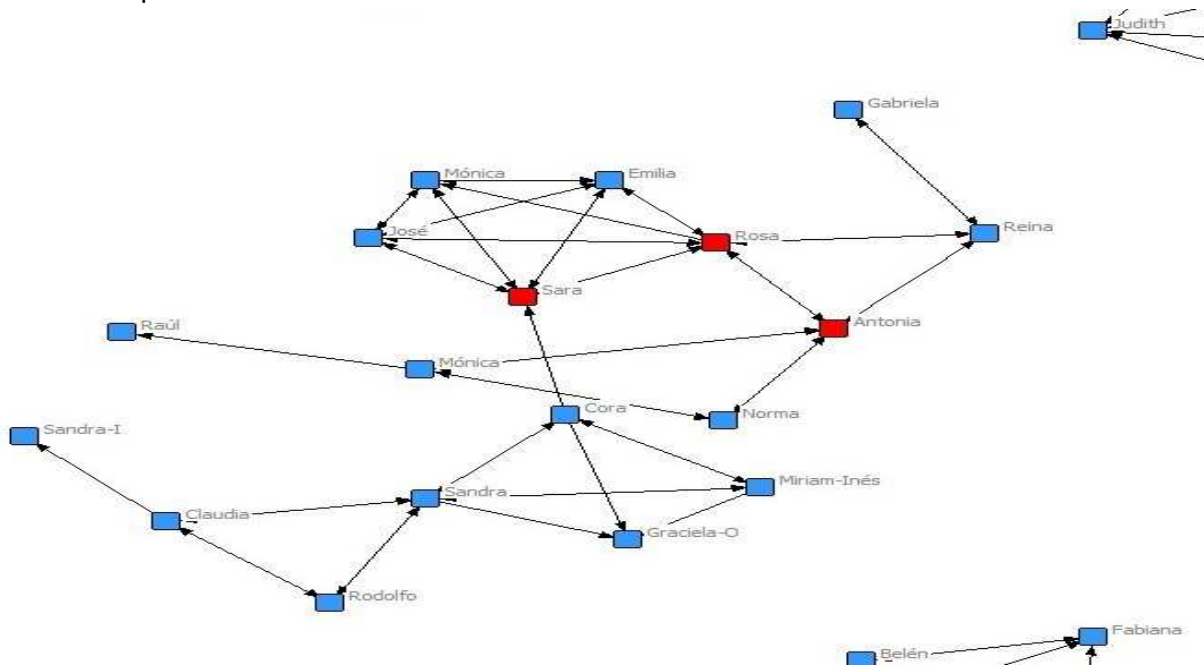 Judith
Gabriela
Mónica
Emilia
José
Rosa
Reina
Sara
Raúl
Antonia
Mónica
Cora
Norma
Sandra-I
Sandra
Miriam-Inés
Claudia
Graciela-O
Rodolfo
Fabiana
Belén